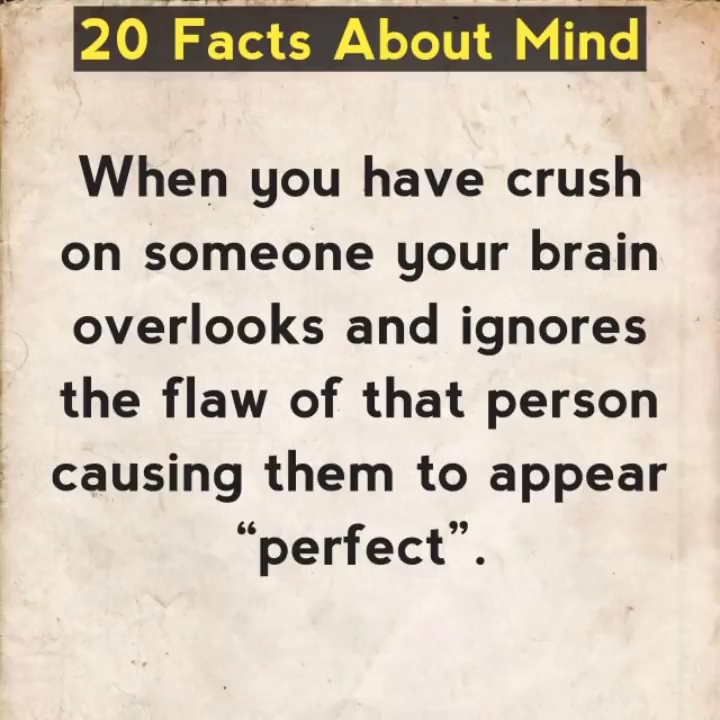 20 Facts About Mind
When you have crush
on someone your brain
overlooks and ignores
the flaw of that person
causing them to appear
“perfect”.